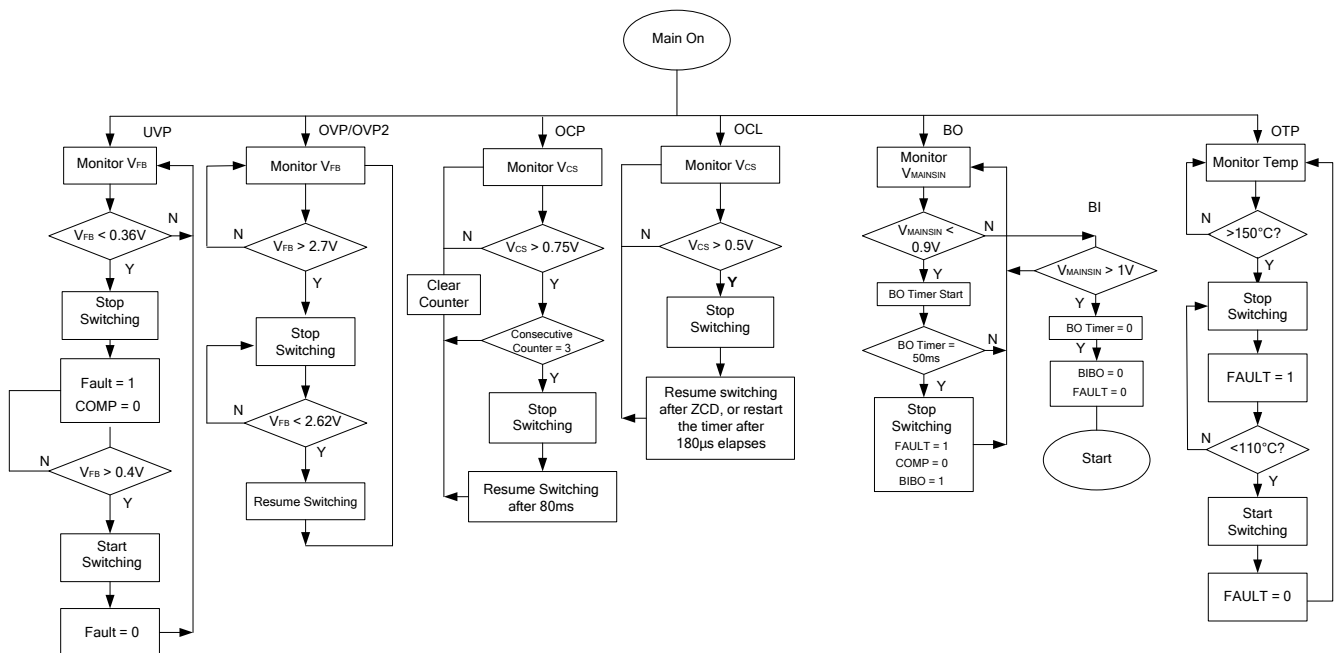 Main On
UVP
Monitor VFB
VFB < 0.36V
N
Y
Stop
Switching
Fault = 1
COMP = 0
N
VFB > 0.4V
Y
Start
Switching
Fault = 0
OVP/OVP2
Monitor VFB
N
VFB > 2.7V
Y
Stop
Switching
N
VFB < 2.62V
Y
Resume Switching
OCP
Monitor VCS
N
VCS > 0.75V
Y
Clear
Counter
Consecutive
Counter = 3
N
Y
Stop
Switching
Resume Switching
after 80ms
OCL
Monitor VCS
N
VCS > 0.5V
Y
Stop
Switching
Resume switching
after ZCD, or restart
the timer after
180µs elapses
BO
Monitor
VMAINSIN
VMAINSIN <
0.9V
N
Y
BO Timer Start
BO Timer =
50ms
N
Y
Stop
Switching
FAULT = 1
COMP = 0
BIBO = 1
BI
VMAINSIN > 1V
N
Y
BO Timer = 0
Y
BIBO = 0
FAULT = 0
Start
OTP
Monitor Temp
N
>150°C?
Y
Stop
Switching
FAULT = 1
N
<110°C?
Y
Start
Switching
FAULT = 0